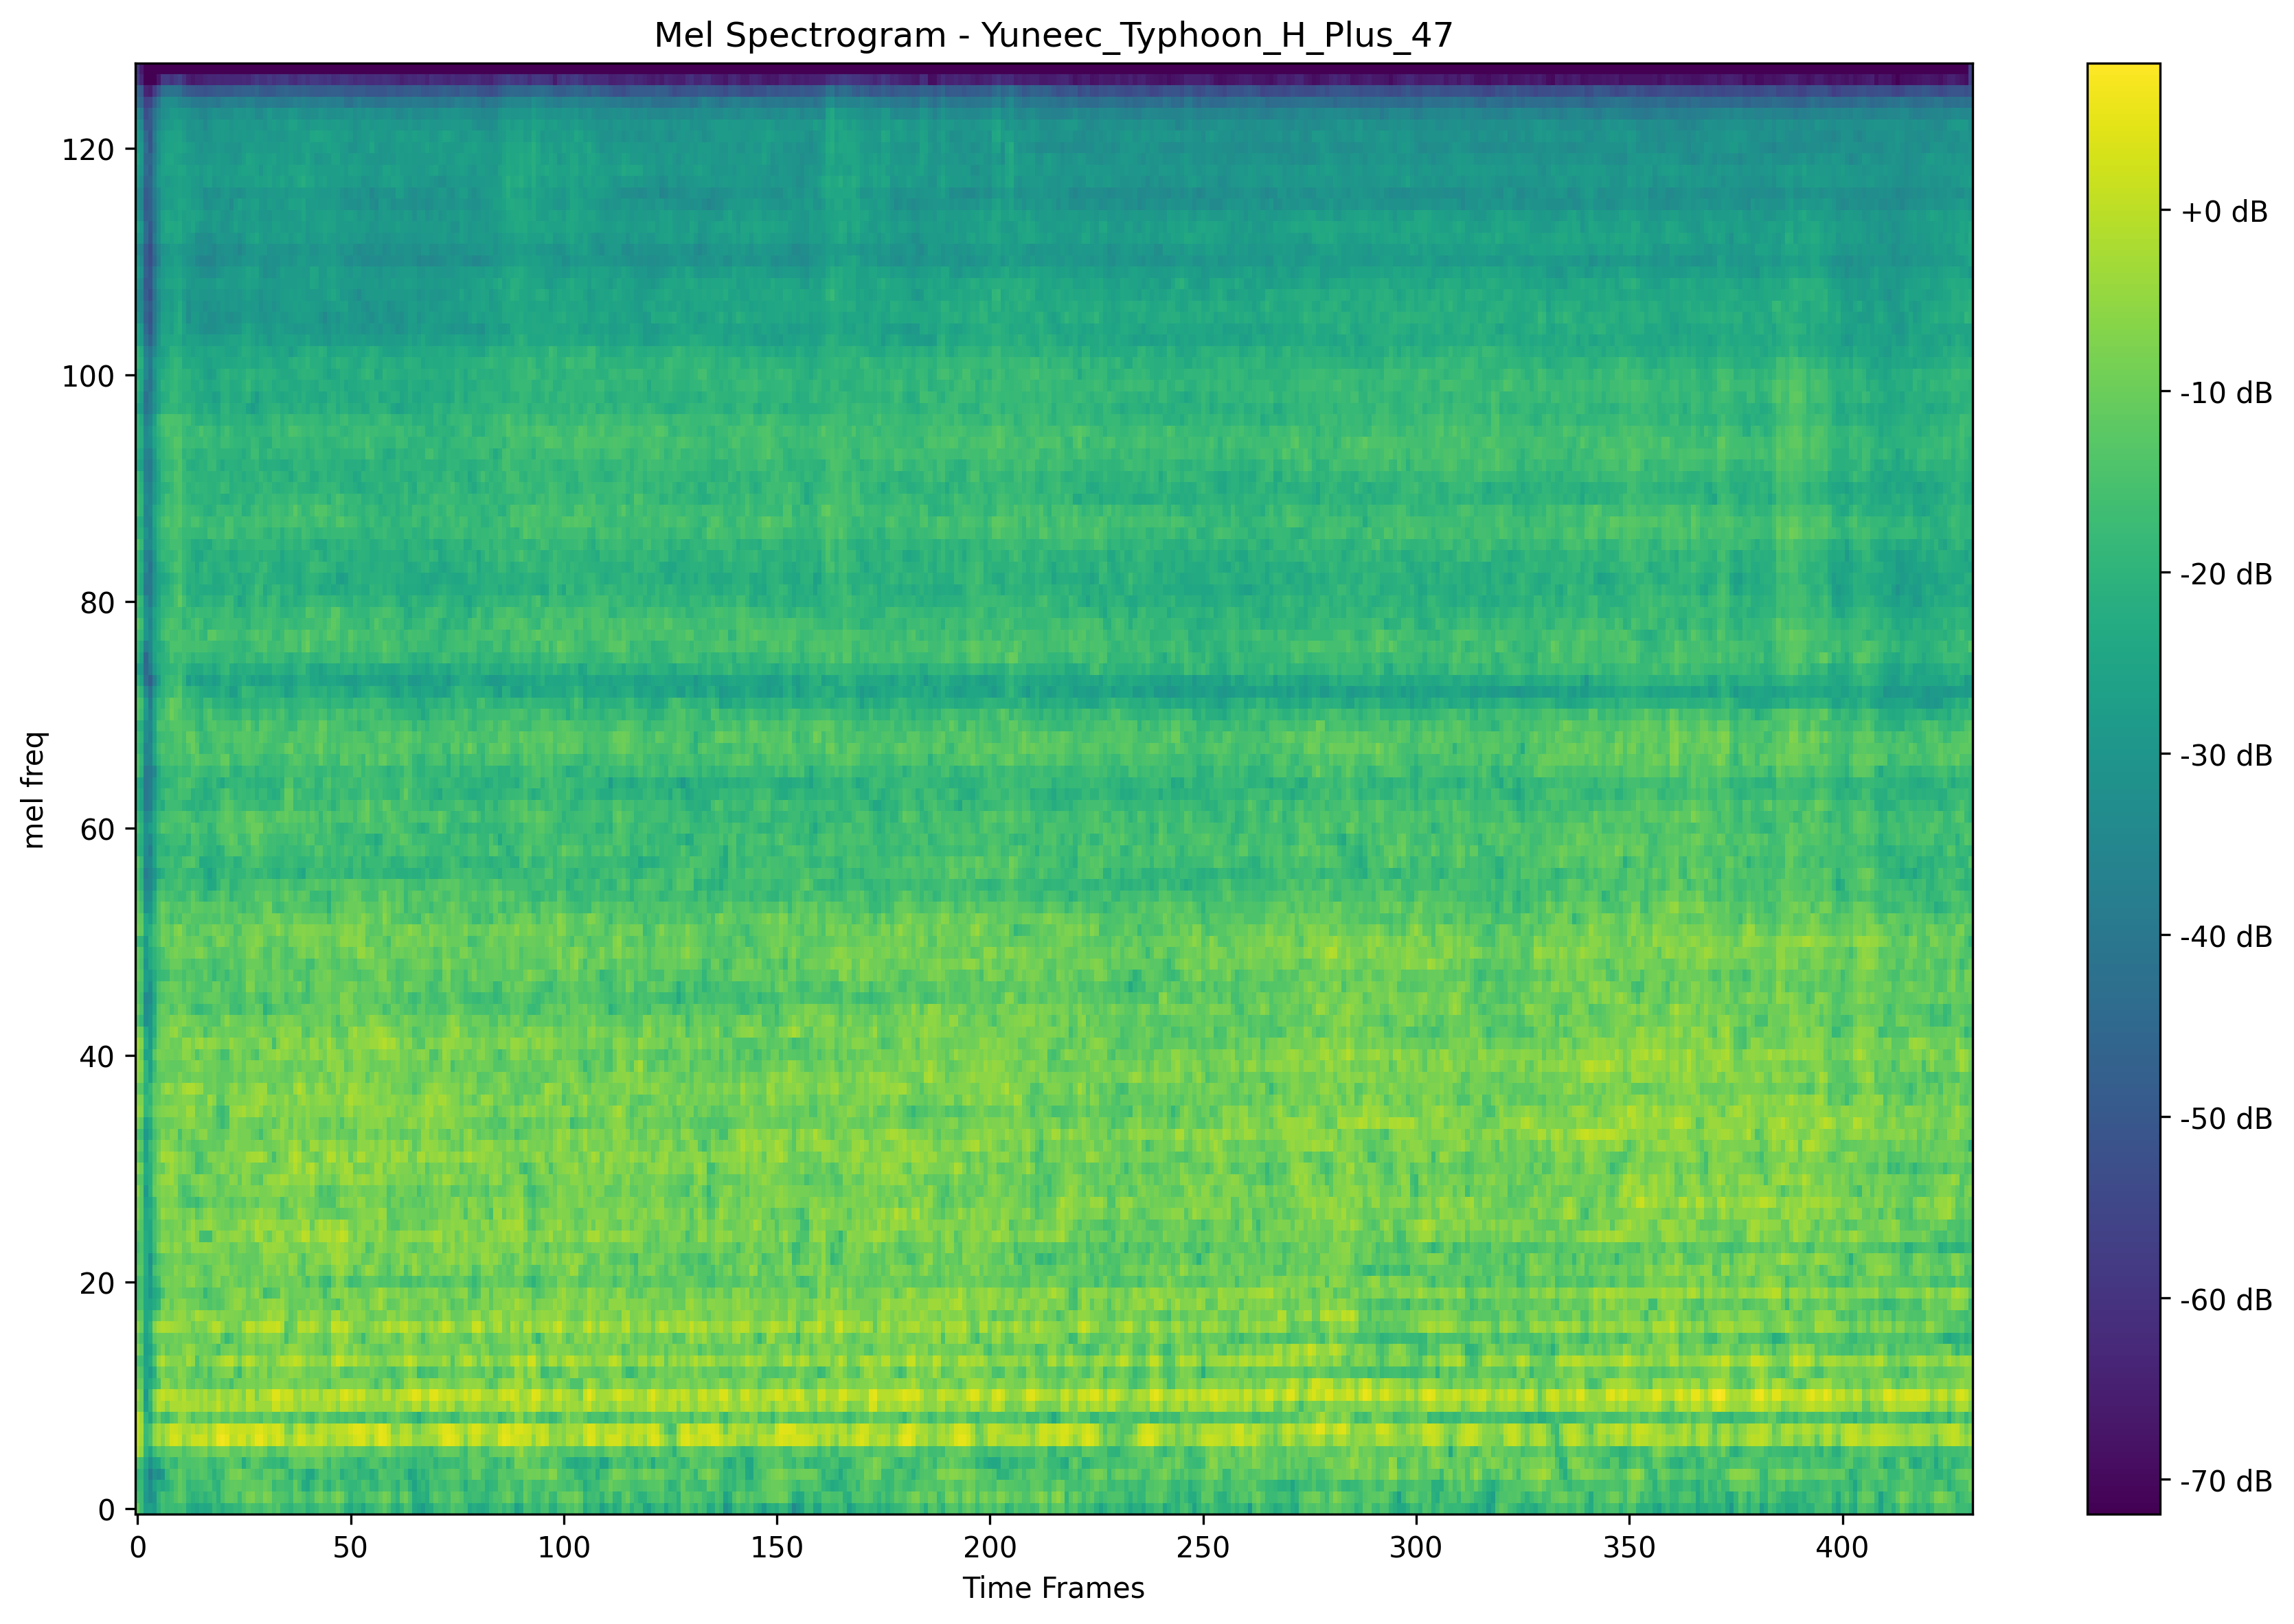 Mel Spectrogram - Yuneec_Typhoon_H_Plus_47
mel freq
120
100
80
60
40
20
0
0 50 100 150 200 250 300 350 400
Time Frames
+0 dB
-10 dB
-20 dB
-30 dB
-40 dB
-50 dB
-60 dB
-70 dB